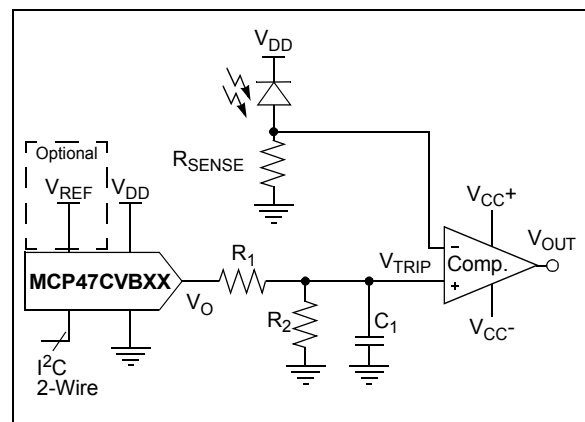 V_DD
Optional
R_SENSE
V_REF
V_DD
V_CC+
R_1
V_TRIP
–
Comp.
V_OUT
MCP47CVBXX
V_O
+
R_2
C_1
V_CC-
I²C
2-Wire